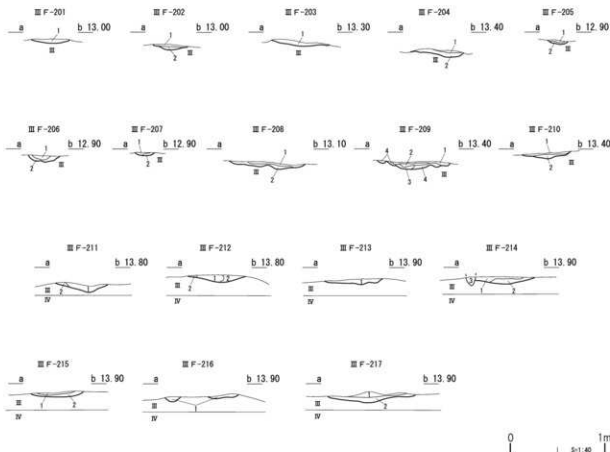 Ⅲ F-201
Ⅲ F-202
Ⅲ F-203
Ⅲ F-204
Ⅲ F-205
a b 13.00
a b 13.00
a b 13.30
a b 13.40
a b 12.90
1
Ⅲ
1
2
Ⅲ
1
Ⅲ
1
Ⅲ
2
1
Ⅲ
2
Ⅲ F-206
Ⅲ F-207
Ⅲ F-208
Ⅲ F-209
Ⅲ F-210
a b 12.90
a b 12.90
a b 13.10
a b 13.40
a b 13.40
1
2
Ⅲ
1
2
Ⅲ
1
Ⅲ
2
4
2
1
3
4
Ⅲ
1
2
Ⅲ
Ⅲ F-211
Ⅲ F-212
Ⅲ F-213
Ⅲ F-214
a b 13.80
a b 13.80
a b 13.90
a b 13.90
Ⅲ
2
1
Ⅳ
Ⅲ
2
1
2
Ⅲ
1
Ⅳ
Ⅲ
3
1
2
Ⅳ
Ⅲ F-215
Ⅲ F-216
Ⅲ F-217
a b 13.90
a b 13.90
a b 13.90
Ⅲ
1
2
Ⅳ
Ⅲ
1
Ⅳ
Ⅲ
1
2
Ⅳ
0 1m
S=1:40